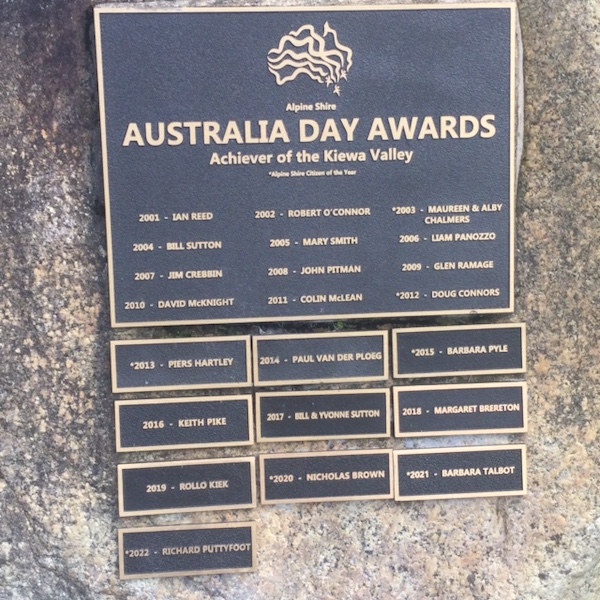 Alpine Shire
AUSTRALIA DAY AWARDS
Achiever of the Kiewa Valley
*Alpine Shire Citizen of the Year
2001 - IAN REED
2002 - ROBERT O'CONNOR
*2003 - MAUREEN & ALBY
CHALMERS
2004 - BILL SUTTON
2005 - MARY SMITH
2006 - LIAM PANOZZO
2007 - JIM CREBBIN
2008 - JOHN PITMAN
2009 - GLEN RAMAGE
2010 - DAVID McKNIGHT
2011 - COLIN McLEAN
*2012 - DOUG CONNORS
*2013 - PIERS HARTLEY
2014 - PAUL VAN DER PLOEG
*2015 - BARBARA PYLE
2016 - KEITH PIKE
2017 - BILL & YVONNE SUTTON
2018 - MARGARET BRERETON
2019 - ROLLO KIEK
*2020 - NICHOLAS BROWN
*2021 - BARBARA TALBOT
*2022 - RICHARD PUTTYFOOT